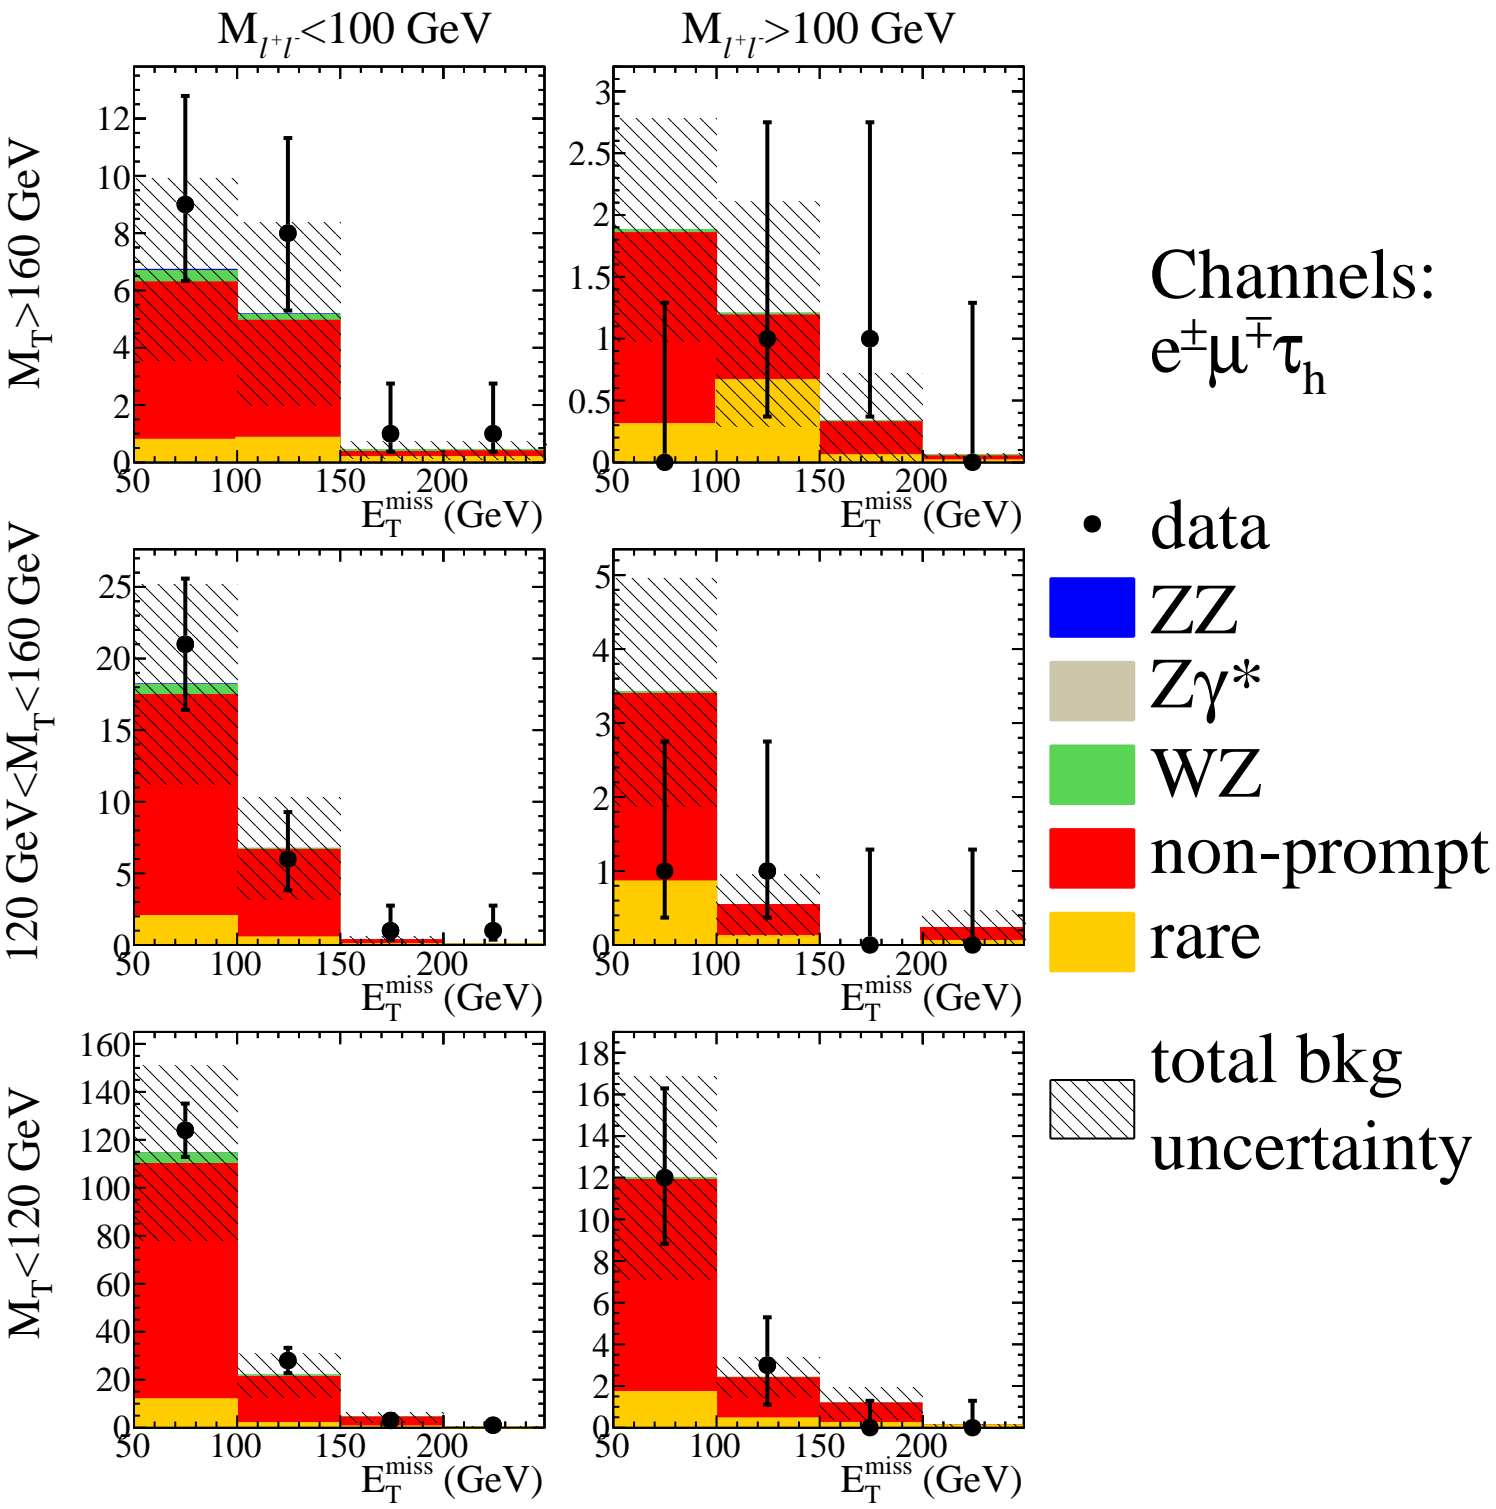 M_{l⁺l⁻}<100 GeV
M_{l⁺l⁻}>100 GeV
M_T>160 GeV
12
10
8
6
4
2
0
50 100 150 200
E_T^miss (GeV)
3
2.5
2
1.5
1
0.5
0
50 100 150 200
E_T^miss (GeV)
120 GeV<M_T<160 GeV
25
20
15
10
5
0
50 100 150 200
E_T^miss (GeV)
5
4
3
2
1
0
50 100 150 200
E_T^miss (GeV)
M_T<120 GeV
160
140
120
100
80
60
40
20
0
50 100 150 200
E_T^miss (GeV)
18
16
14
12
10
8
6
4
2
0
50 100 150 200
E_T^miss (GeV)
Channels:
e^±μ^∓τ_h
data
ZZ
Zγ*
WZ
non-prompt
rare
total bkg
uncertainty